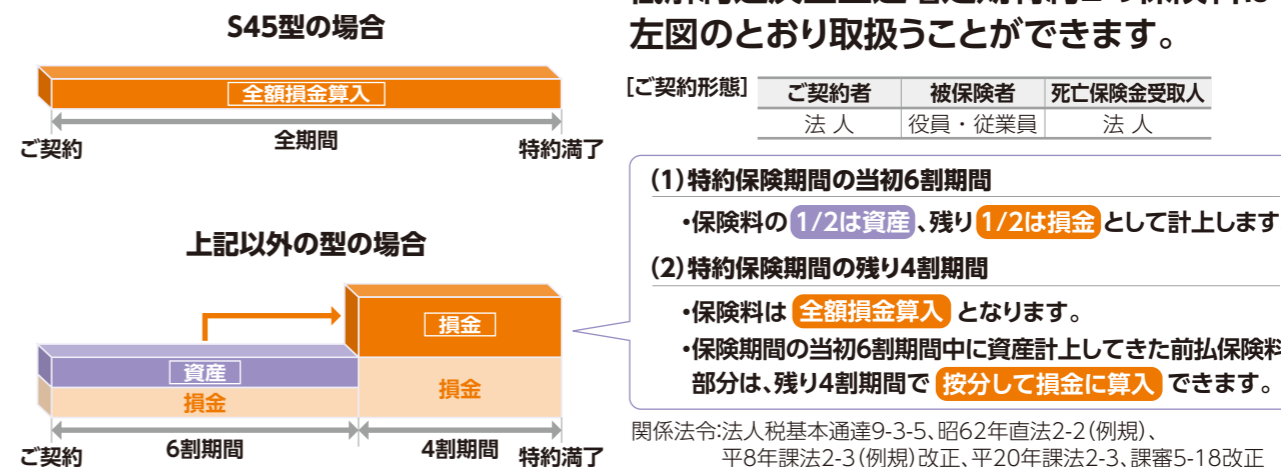 S45型の場合
全額損金算入
ご契約
全期間
特約満了
上記以外の型の場合
損金
資産
損金
損金
ご契約
6割期間
4割期間
特約満了
左図のとおり取扱うことができます。
[ご契約形態]
ご契約者 被保険者 死亡保険金受取人
法人 役員・従業員 法人
(1)特約保険期間の当初6割期間
・保険料の 1/2は資産、残り 1/2は損金 として計上します
(2)特約保険期間の残り4割期間
・保険料は 全額損金算入 となります。
・保険期間の当初6割期間中に資産計上してきた前払保険料
部分は、残り4割期間で 按分して損金に算入 できます。
関係法令:法人税基本通達9-3-5、昭62年直法2-2(例規)、
平8年課法2-3(例規)改正、平20年課法2-3、課審5-18改正